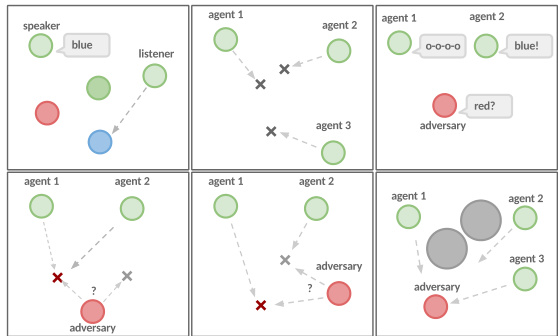 speaker
blue
listener
agent 1
agent 2
agent 3
agent 1
agent 2
o-o-o-o
blue!
red?
adversary
agent 1
agent 2
?
adversary
agent 1
agent 2
adversary
?
agent 1
agent 2
agent 3
adversary